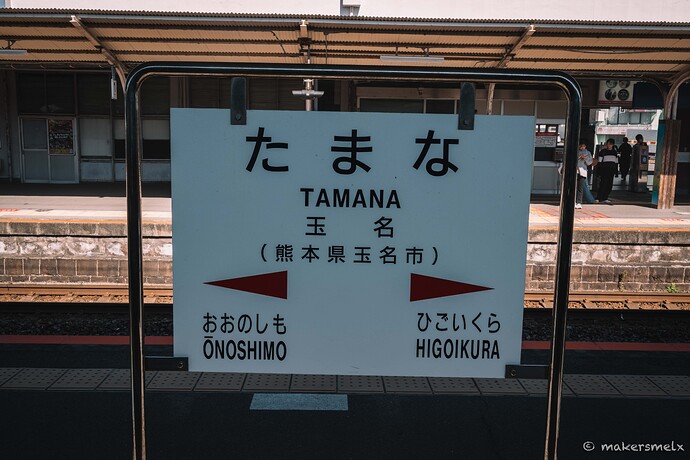 たまな
TAMANA
玉名
(熊本県玉名市)
おおのしも
ŌNOSHIMO
ひごいくら
HIGOIKURA
© makersmelx